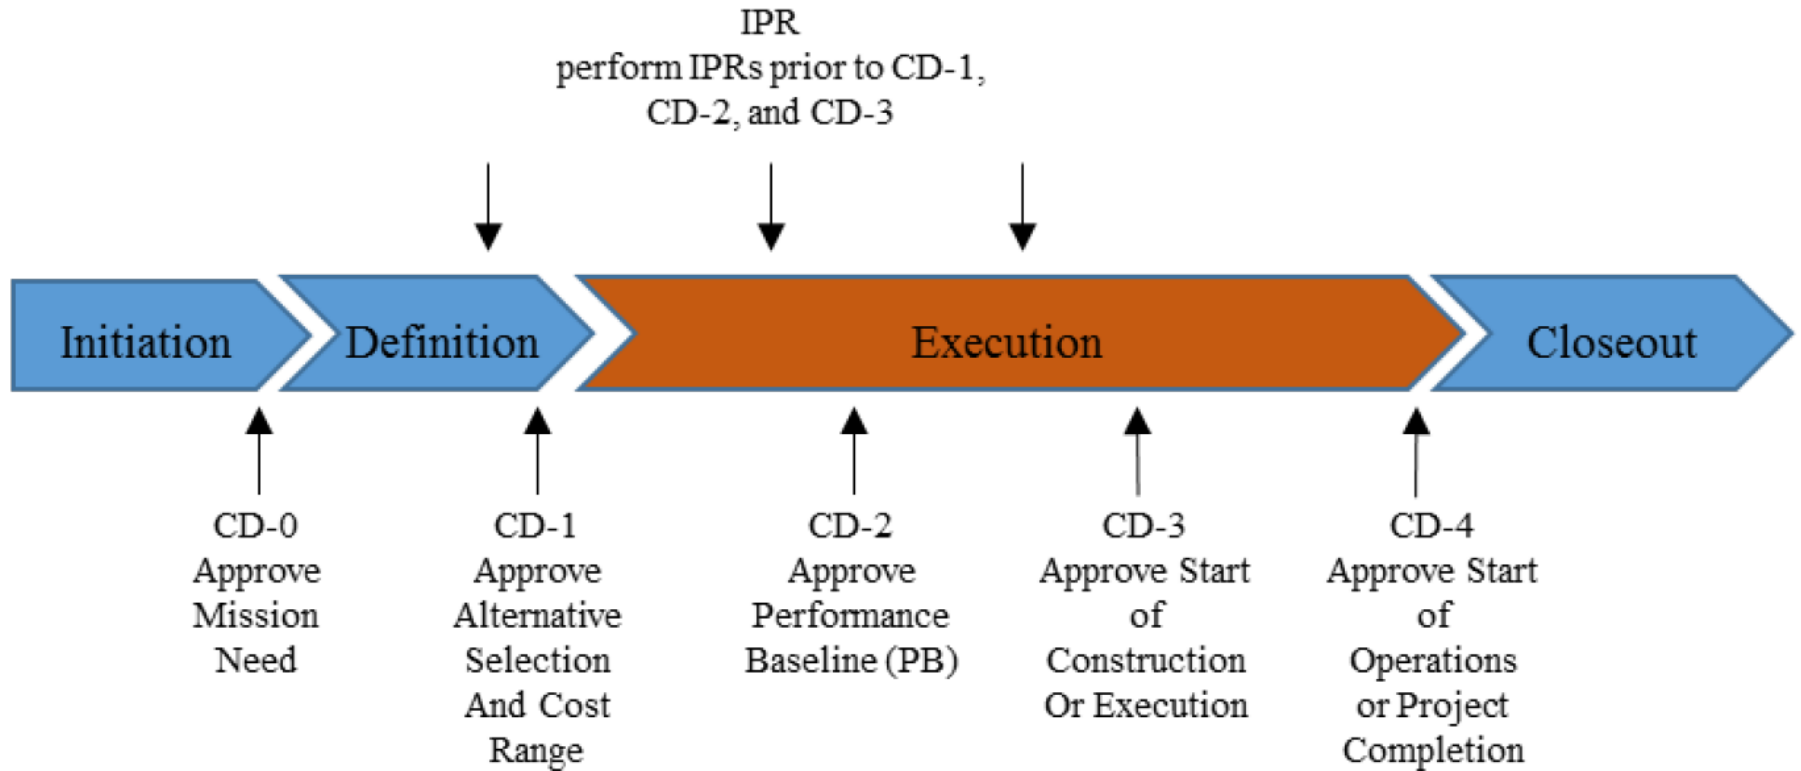 IPR
perform IPRs prior to CD-1,
CD-2, and CD-3
Initiation
Definition
Execution
Closeout
CD-0
Approve
Mission
Need
CD-1
Approve
Alternative
Selection
And Cost
Range
CD-2
Approve
Performance
Baseline (PB)
CD-3
Approve Start
of
Construction
Or Execution
CD-4
Approve Start
of
Operations
or Project
Completion